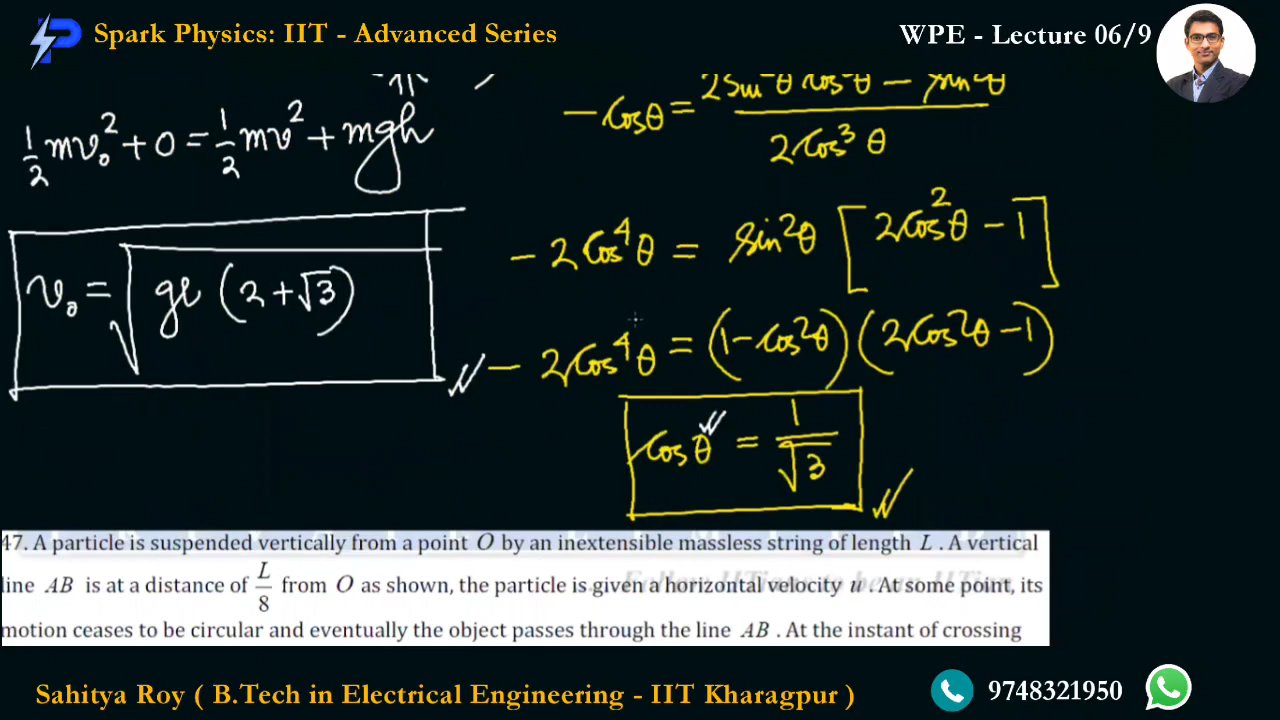 Spark Physics: IIT - Advanced Series
WPE - Lecture 06/9
½mv₀² + 0 = ½mv² + mgh
v₀ = √(gl (2 + √3))
-cosθ = (2sin²θ cos²θ - sin²θ) / 2cos³θ
-2cos⁴θ = sin²θ [2cos²θ - 1]
-2cos⁴θ = (1 - cos²θ)(2cos²θ - 1)
cosθ = 1/√3
47. A particle is suspended vertically from a point O by an inextensible massless string of length L. A vertical
line AB is at a distance of L/8 from O as shown, the particle is given a horizontal velocity u. At some point, its
motion ceases to be circular and eventually the object passes through the line AB. At the instant of crossing
Sahitya Roy ( B.Tech in Electrical Engineering - IIT Kharagpur )
9748321950